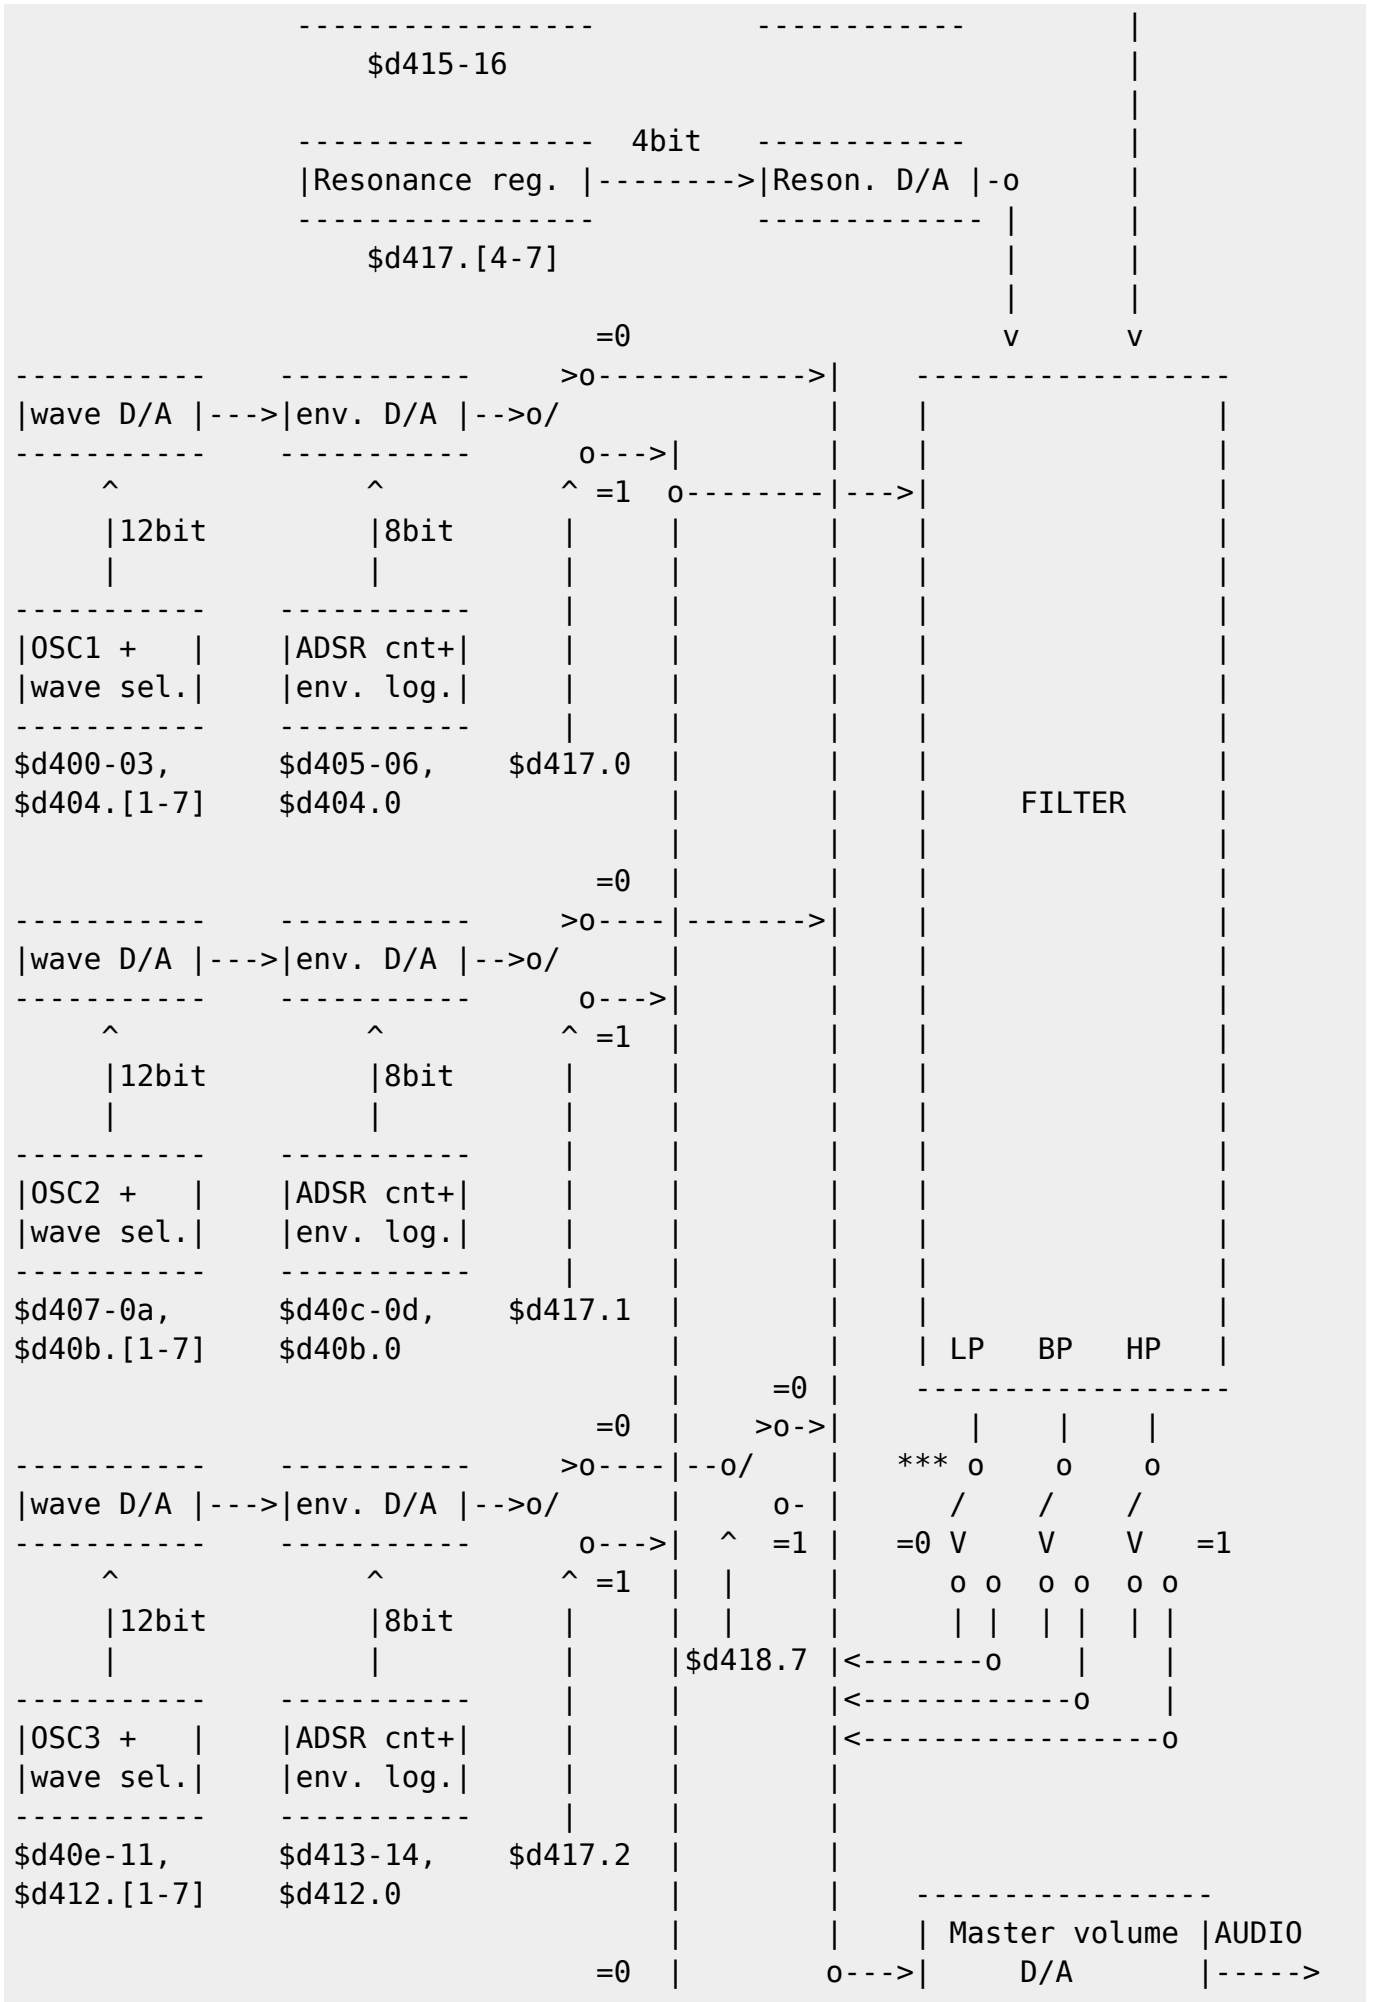 ----------------- ------------ |
$d415-16 |
|
----------------- 4bit ------------ |
|Resonance reg. |-------->|Reson. D/A |-o |
----------------- ------------- | |
$d417.[4-7] | |
| |
=0 v v
----------- ----------- >o------------>| ------------------
|wave D/A |--->|env. D/A |-->o/ | | |
----------- ----------- o--->| | | |
^ ^ ^ =1 o--------|--->| |
|12bit |8bit | | | | |
| | | | | | |
----------- ----------- | | | | |
|OSC1 + | |ADSR cnt+| | | | | |
|wave sel.| |env. log.| | | | | |
----------- ----------- | | | | |
$d400-03, $d405-06, $d417.0 | | | |
$d404.[1-7] $d404.0 | | | FILTER |
| | | |
=0 | | | |
----------- ----------- >o----|------->| | |
|wave D/A |--->|env. D/A |-->o/ | | | |
----------- ----------- o--->| | | |
^ ^ ^ =1 | | | |
|12bit |8bit | | | | |
| | | | | | |
----------- ----------- | | | | |
|OSC2 + | |ADSR cnt+| | | | | |
|wave sel.| |env. log.| | | | | |
----------- ----------- | | | | |
$d407-0a, $d40c-0d, $d417.1 | | | |
$d40b.[1-7] $d40b.0 | | | LP BP HP |
| =0 | ------------------
=0 | >o->| | | |
----------- ----------- >o----|--o/ | *** o o o
|wave D/A |--->|env. D/A |-->o/ | o- | / / /
----------- ----------- o--->| ^ =1 | =0 V V V =1
^ ^ ^ =1 | | | o o o o o o
|12bit |8bit | | | | | | | | | |
| | | |$d418.7 |<-------o | |
----------- ----------- | | |<------------o |
|OSC3 + | |ADSR cnt+| | | |<-----------------o
|wave sel.| |env. log.| | | |
----------- ----------- | | |
$d40e-11, $d413-14, $d417.2 | |
$d412.[1-7] $d412.0 | | -----------------
| | | Master volume |AUDIO
=0 | o--->| D/A |----->